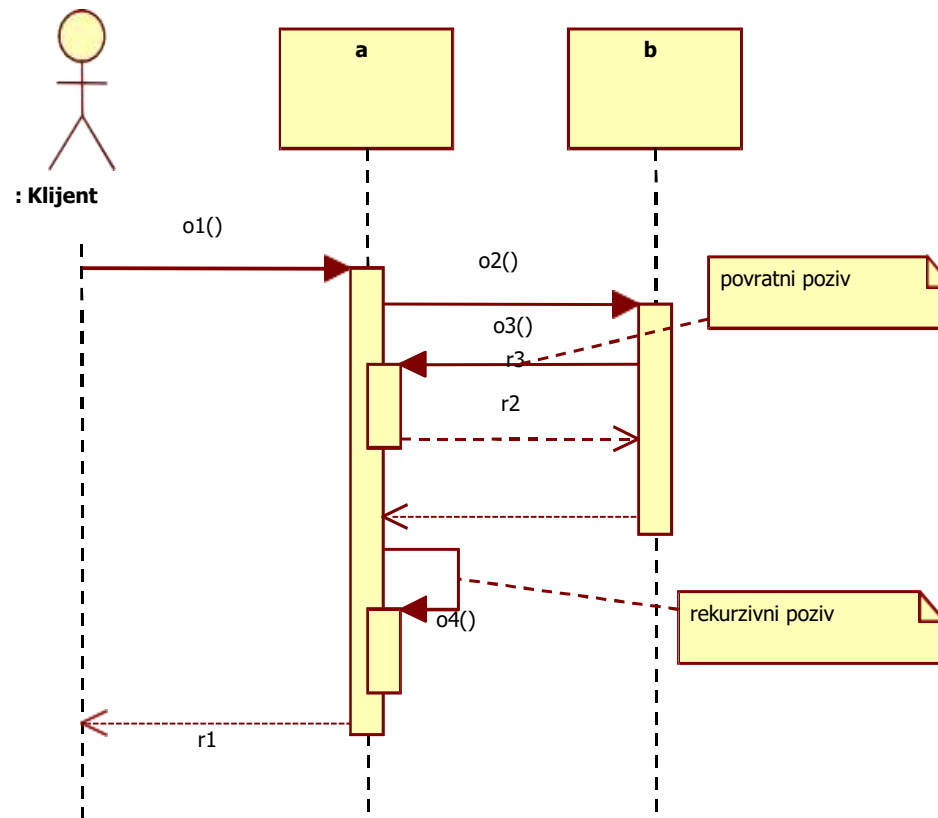 a
b
: Klijent
o1()
o2()
povratni poziv
o3()
r3
r2
rekurzivni poziv
o4()
r1